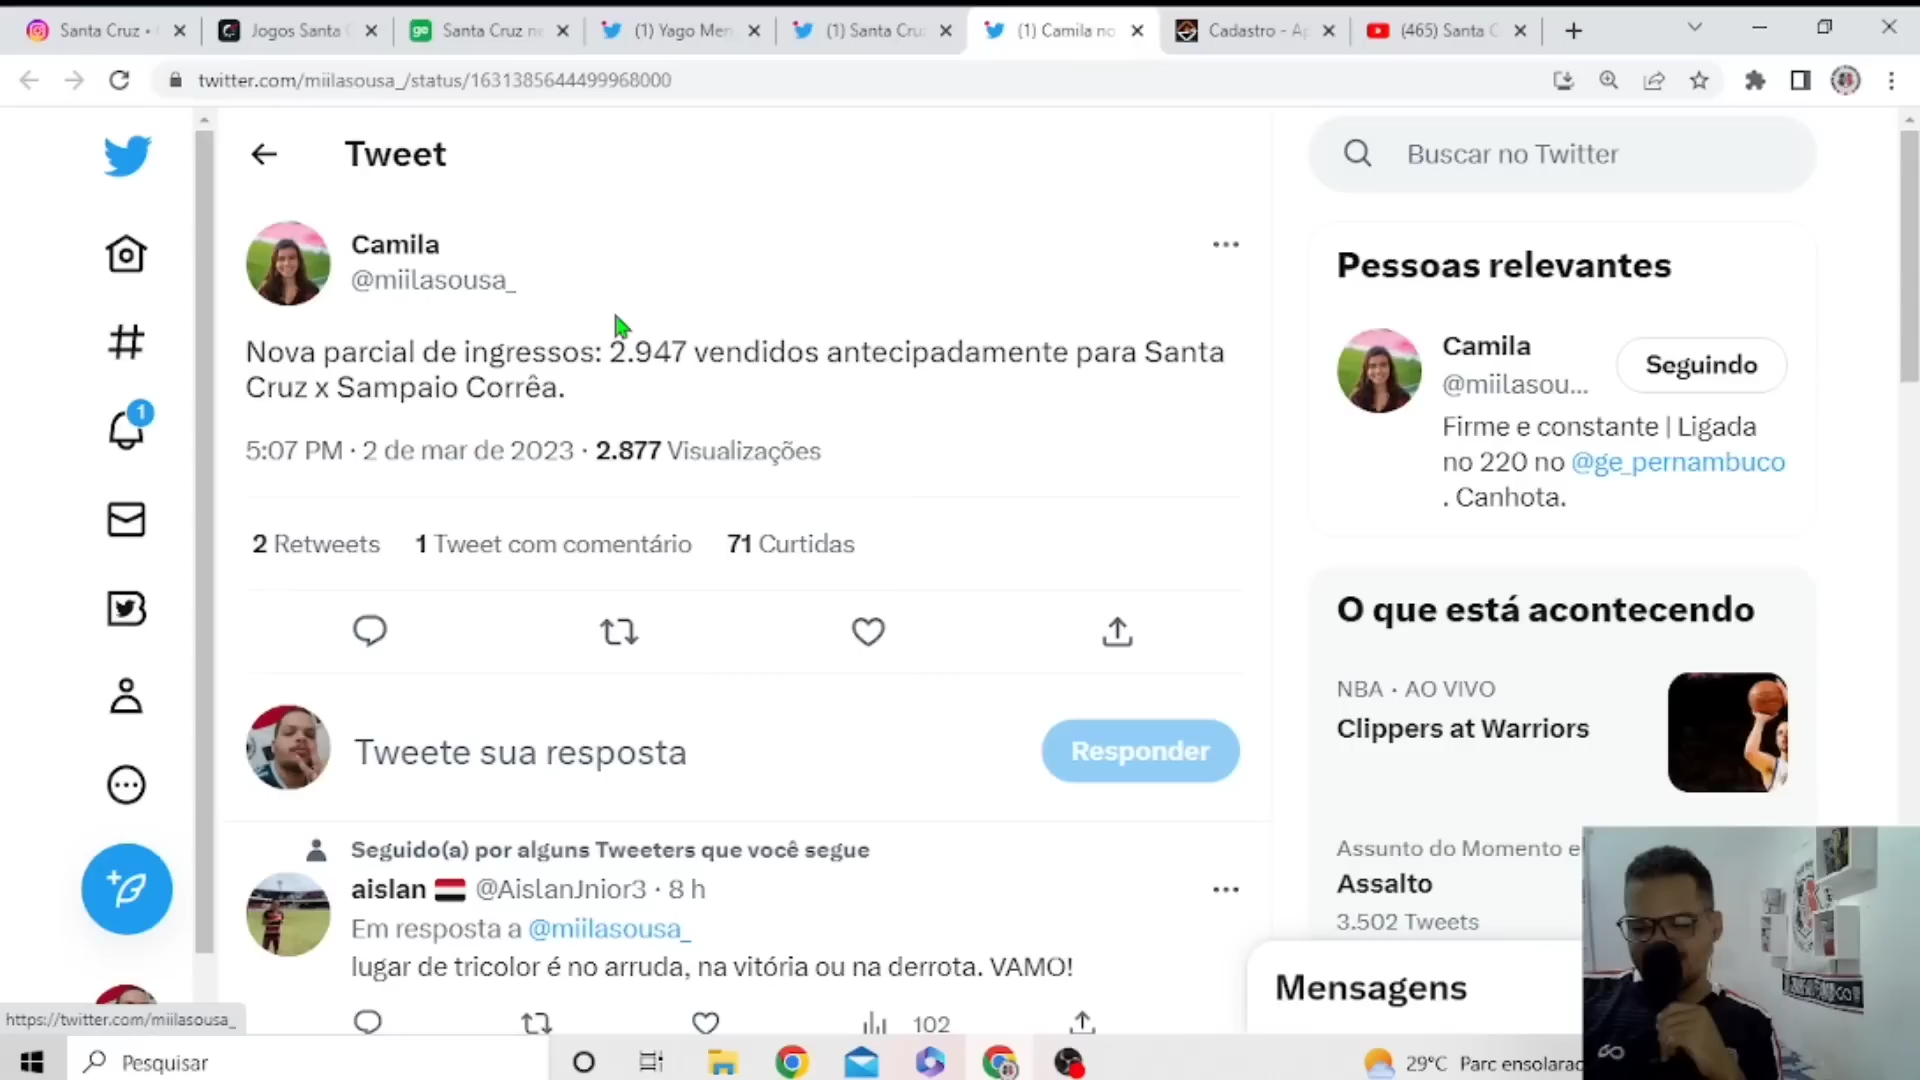 Santa Cruz •
Jogos Santa C
Santa Cruz n
(1) Yago Men
(1) Santa Cru
(1) Camila no
Cadastro - Ap
(465) Santa C
twitter.com/miilasousa_/status/1631385644499968000
Tweet
Buscar no Twitter
Camila
@miilasousa_
Nova parcial de ingressos: 2.947 vendidos antecipadamente para Santa
Cruz x Sampaio Corrêa.
5:07 PM · 2 de mar de 2023 · 2.877 Visualizações
2 Retweets 1 Tweet com comentário 71 Curtidas
Tweete sua resposta
Responder
Seguido(a) por alguns Tweeters que você segue
aislan @AislanJnior3 · 8 h
Em resposta a @miilasousa_
lugar de tricolor é no arruda, na vitória ou na derrota. VAMO!
102
1
Pessoas relevantes
Camila
@miilasou...
Seguindo
Firme e constante | Ligada
no 220 no @ge_pernambuco
. Canhota.
O que está acontecendo
NBA · AO VIVO
Clippers at Warriors
Assunto do Momento e
Assalto
3.502 Tweets
Mensagens
https://twitter.com/miilasousa_
Pesquisar
29°C Parc ensolarad